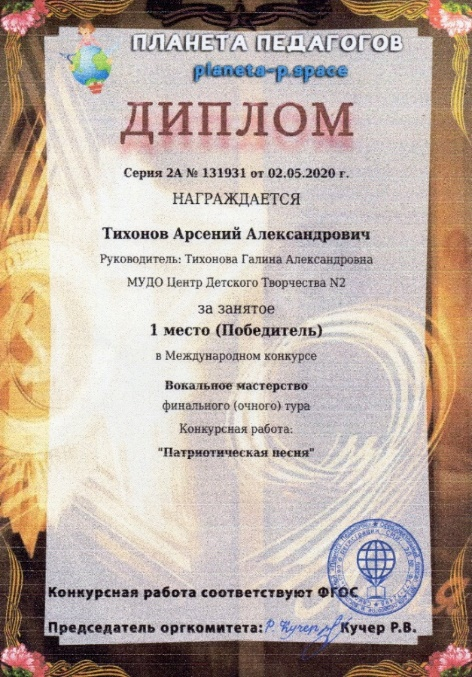 ПЛАНЕТА ПЕДАГОГОВ
planeta-p.space
ДИПЛОМ
Серия 2А № 131931 от 02.05.2020 г.
НАГРАЖДАЕТСЯ
Тихонов Арсений Александрович
Руководитель: Тихонова Галина Александровна
МУДО Центр Детского Творчества N2
за занятое
1 место (Победитель)
в Международном конкурсе
Вокальное мастерство
финального (очного) тура
Конкурсная работа:
"Патриотическая песня"
Конкурсная работа соответствуют ФГОС
Председатель оргкомитета: Р. Кучер Кучер Р.В.